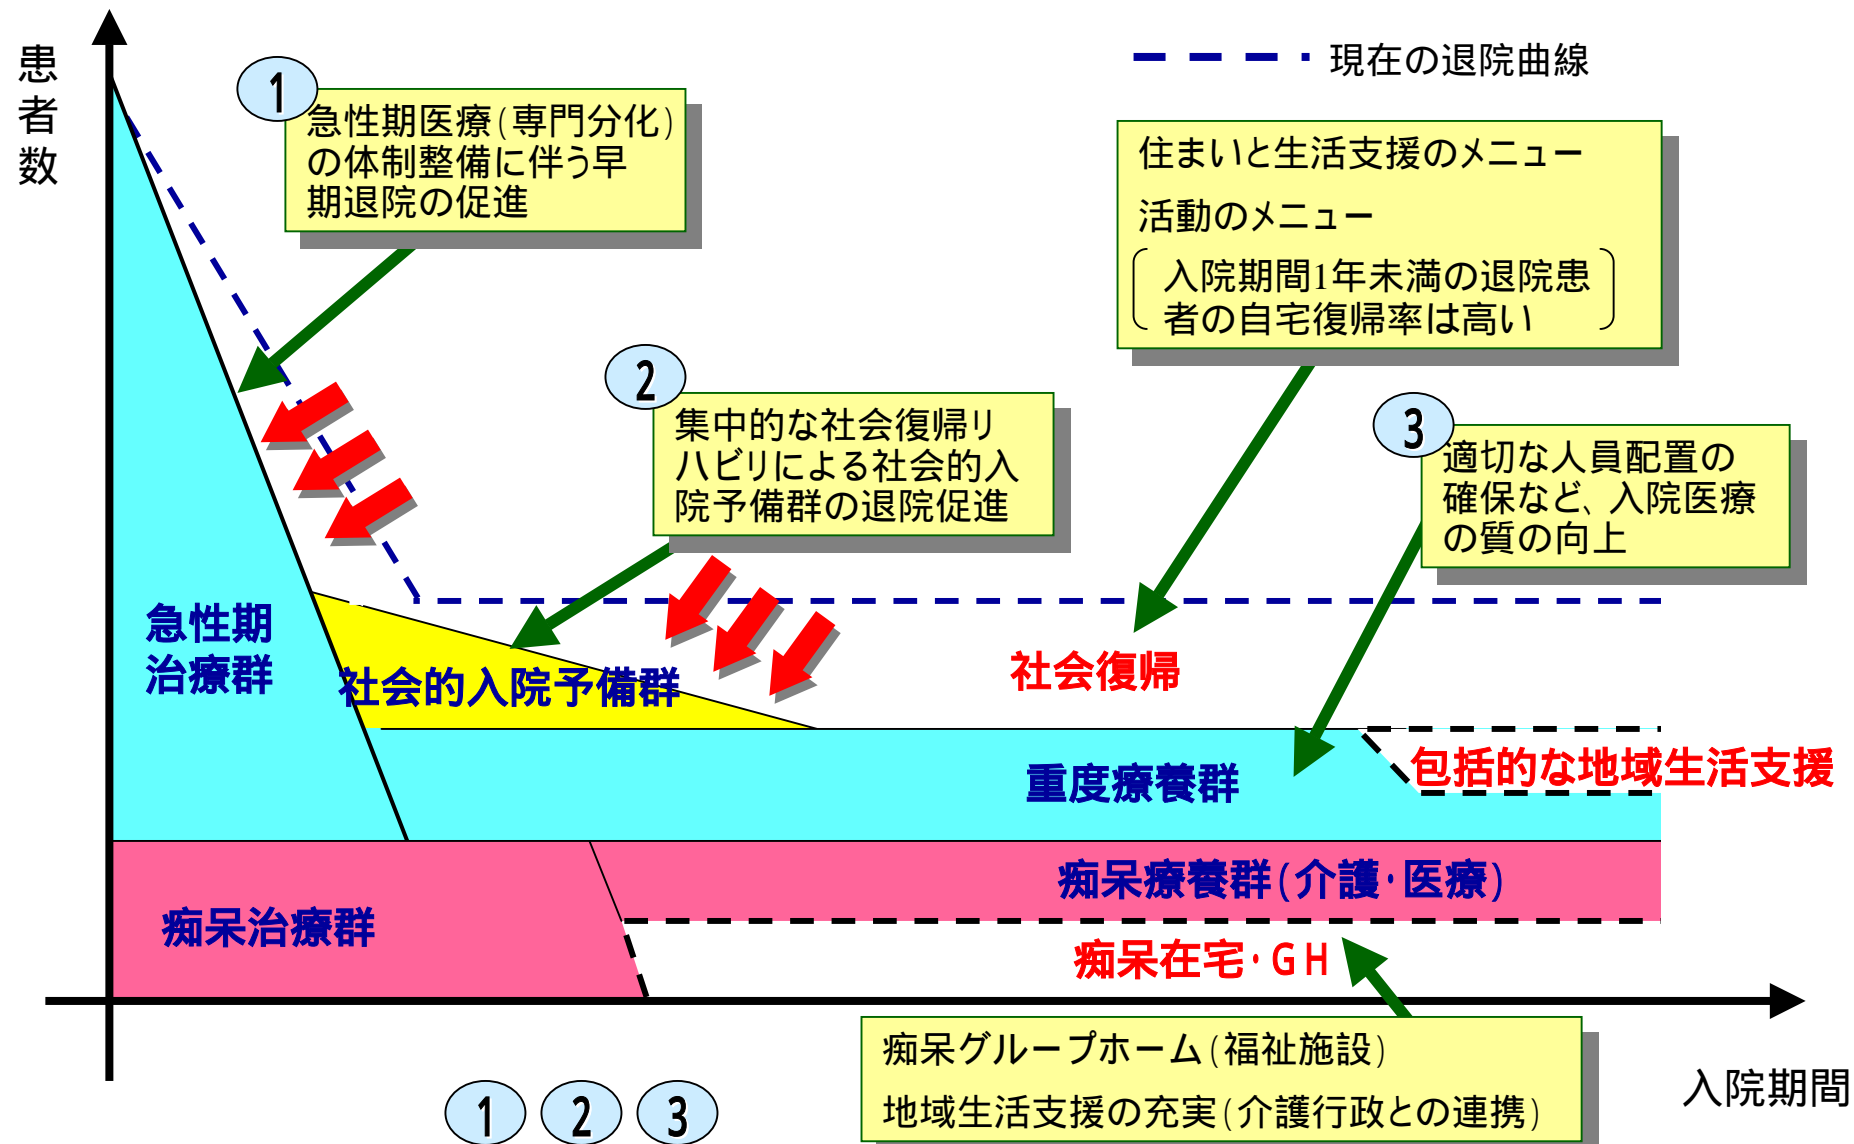 患者数
現在の退院曲線
1
急性期医療(専門分化)
の体制整備に伴う早
期退院の促進
住まいと生活支援のメニュー
活動のメニュー
入院期間1年未満の退院患
者の自宅復帰率は高い
2
集中的な社会復帰リ
ハビリによる社会的入
院予備群の退院促進
3
適切な人員配置の
確保など、入院医療
の質の向上
急性期
治療群
社会的入院予備群
社会復帰
重度療養群
包括的な地域生活支援
痴呆療養群(介護・医療)
痴呆治療群
痴呆在宅・GH
痴呆グループホーム(福祉施設)
地域生活支援の充実(介護行政との連携)
入院期間
1 2 3